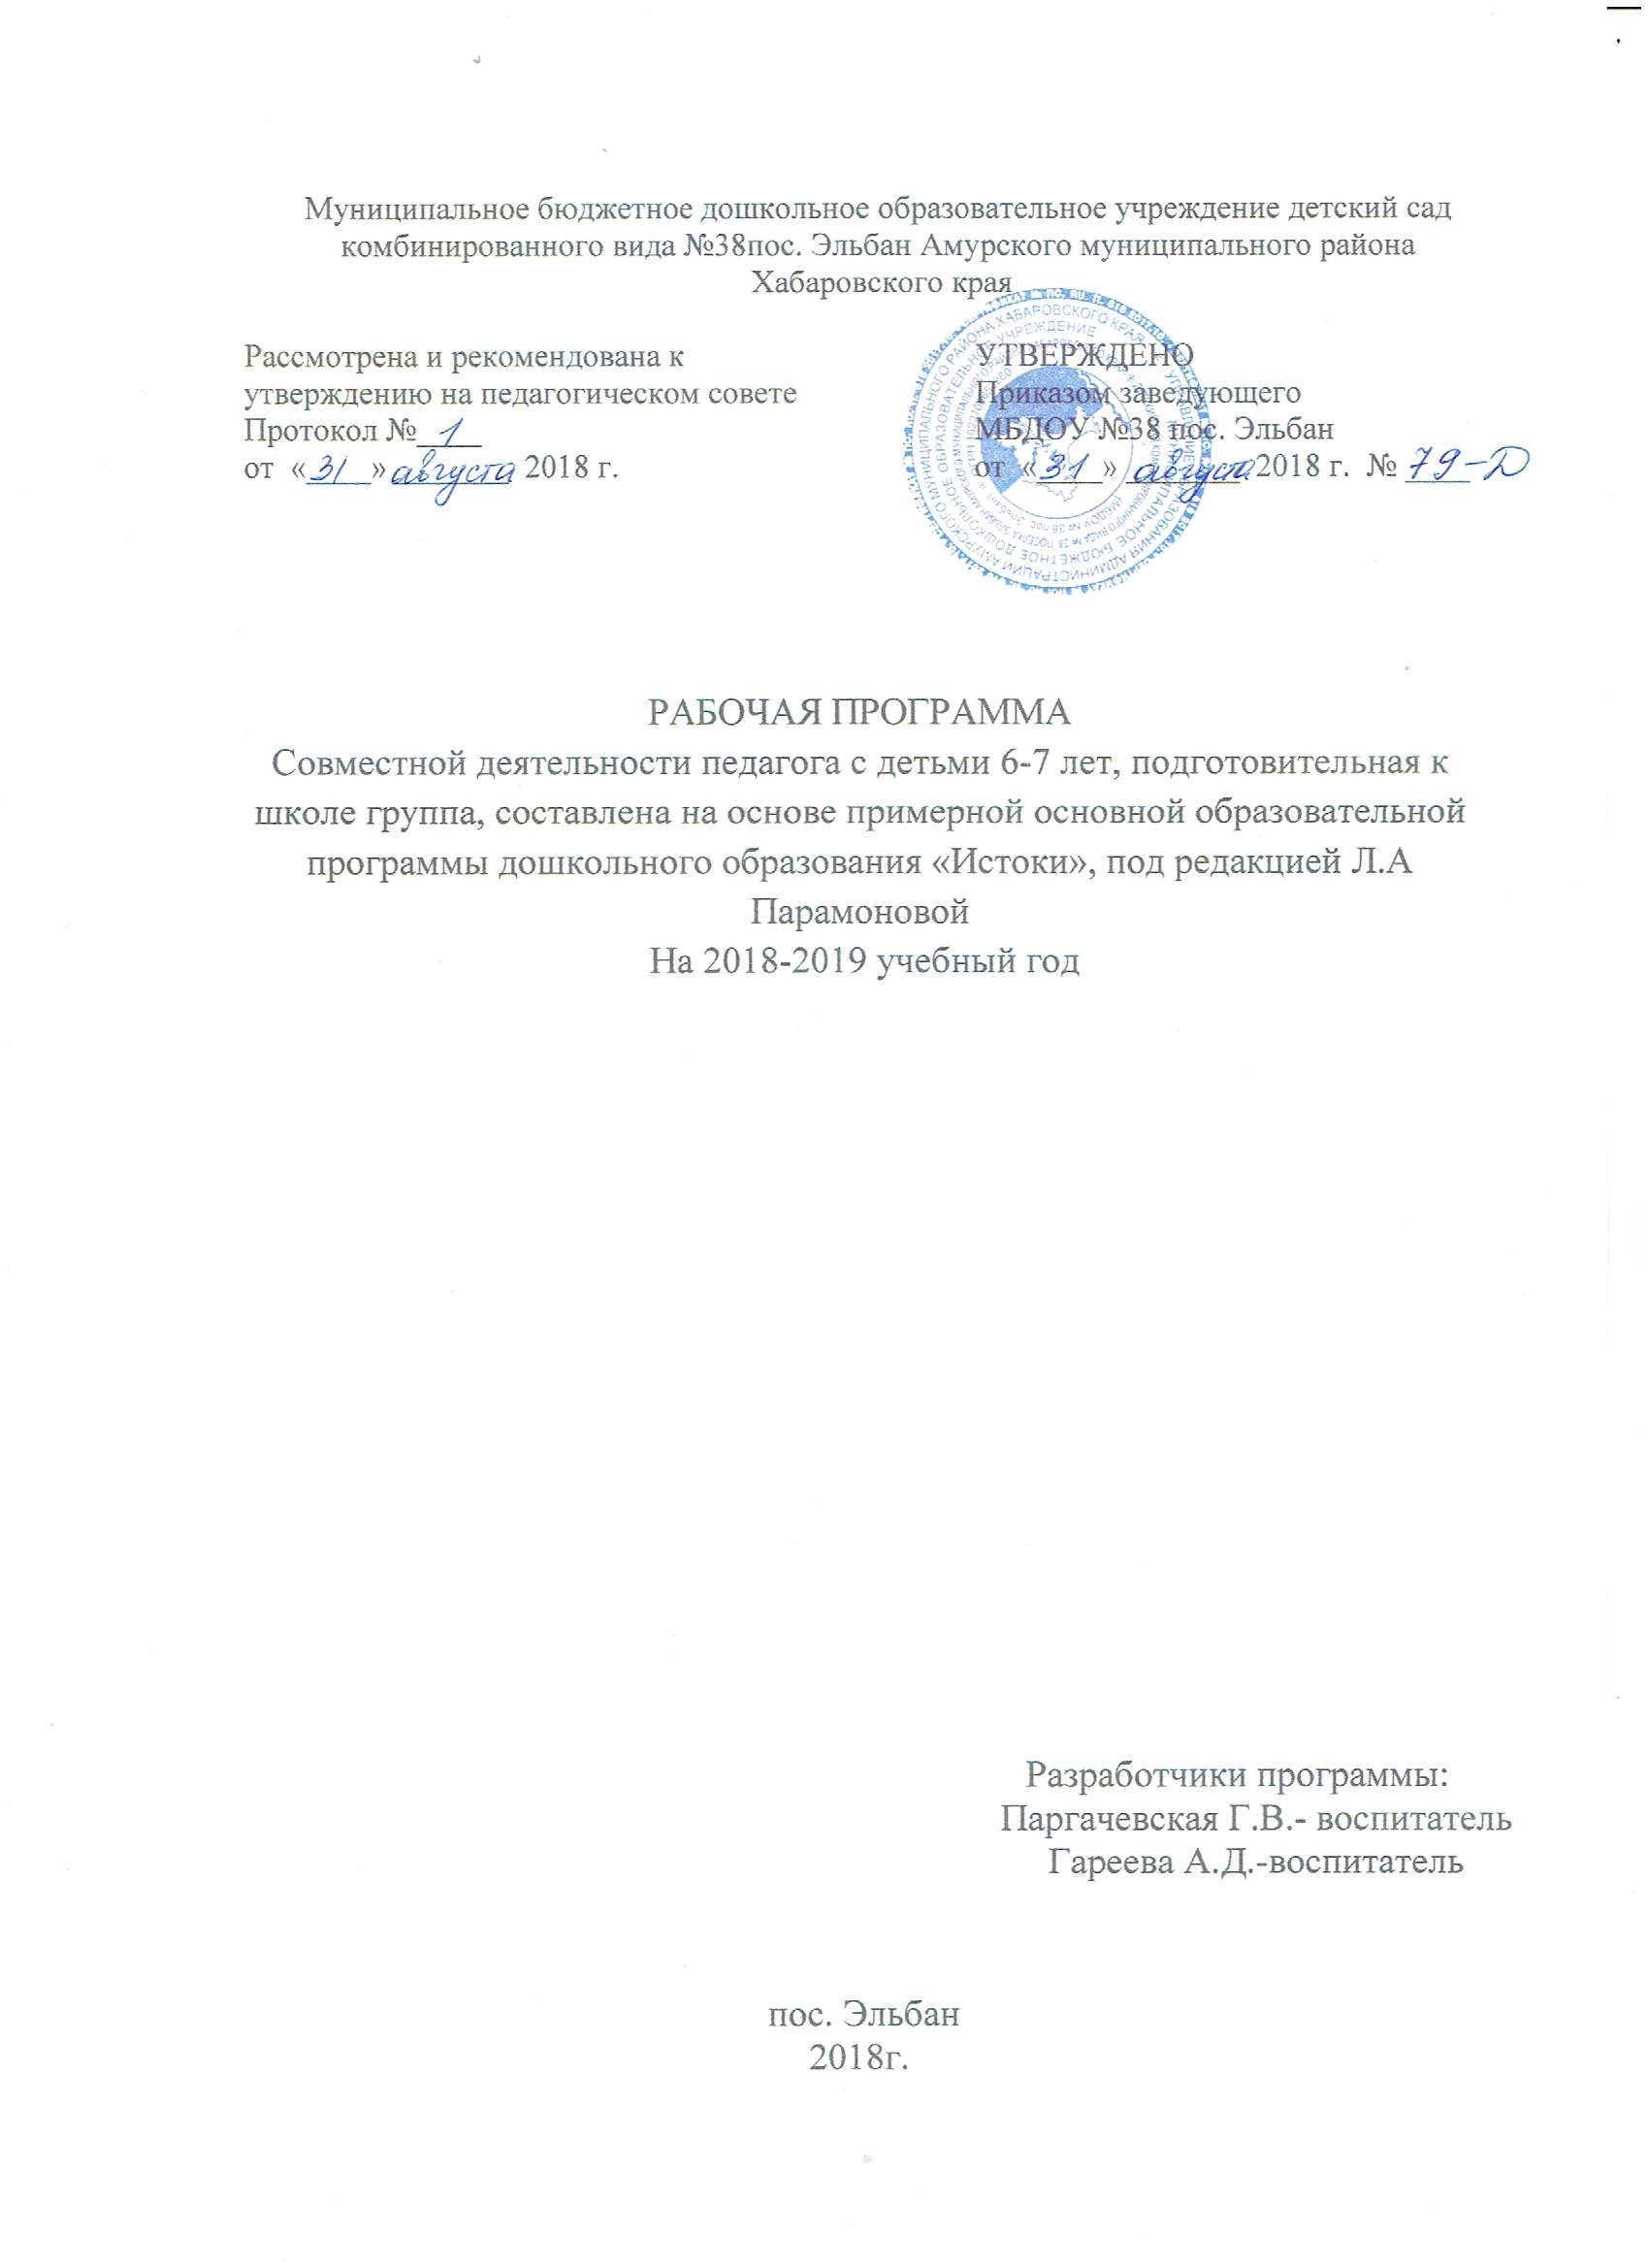 Муниципальное бюджетное дошкольное образовательное учреждение детский сад
комбинированного вида №38пос. Эльбан Амурского муниципального района
Хабаровского края
Рассмотрена и рекомендована к
утверждению на педагогическом совете
Протокол № 1
от «31» августа 2018 г.
УТВЕРЖДЕНО
Приказом заведующего
МБДОУ №38 пос. Эльбан
от «31» августа 2018 г. № 79-Д
РАБОЧАЯ ПРОГРАММА
Совместной деятельности педагога с детьми 6-7 лет, подготовительная к
школе группа, составлена на основе примерной основной образовательной
программы дошкольного образования «Истоки», под редакцией Л.А
Парамоновой
На 2018-2019 учебный год
Разработчики программы:
Паргачевская Г.В.- воспитатель
Гареева А.Д.-воспитатель
пос. Эльбан
2018г.